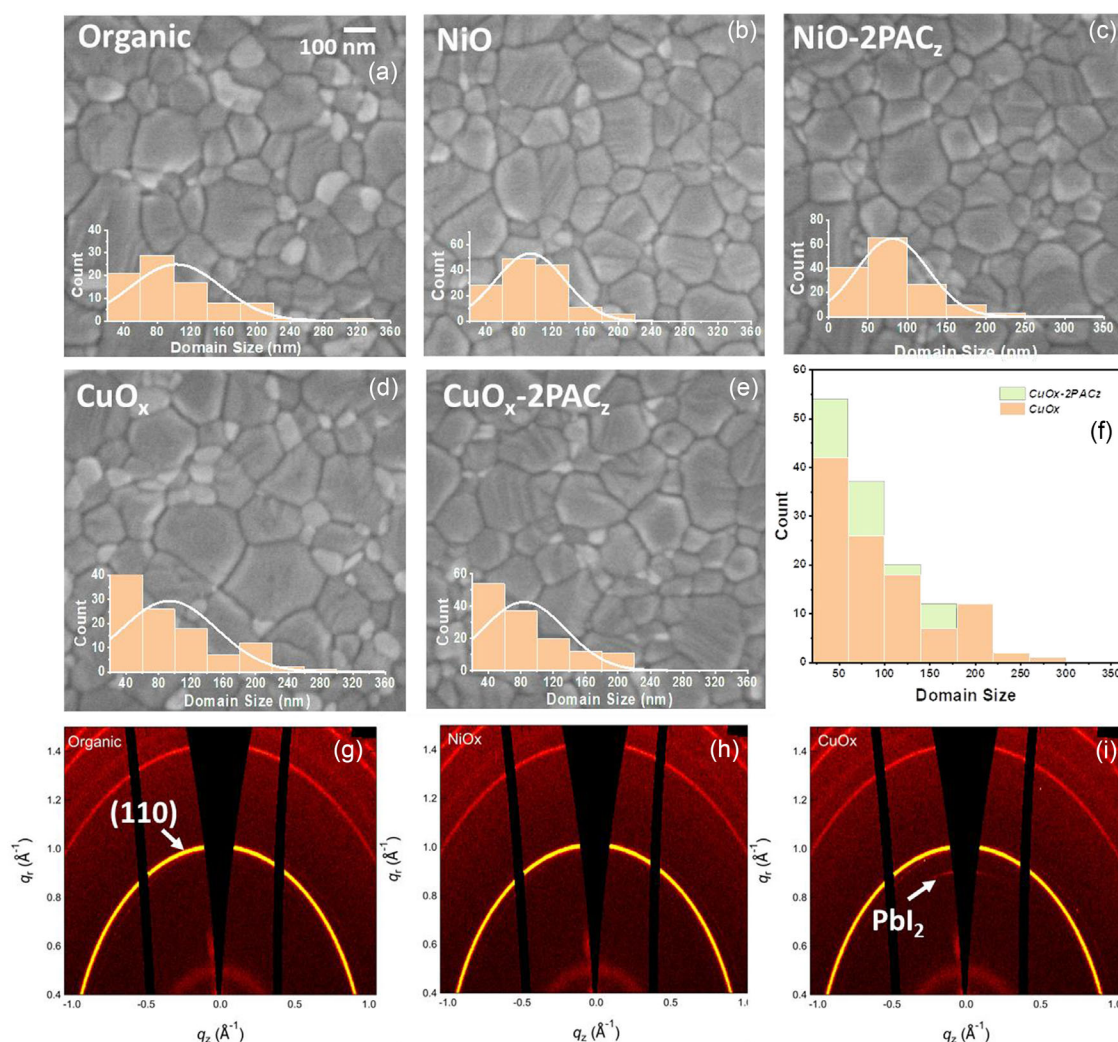 Organic
100 nm
(a)
40
30
20
10
0
Count
40 80 120 160 200 240 280 320 360
Domain Size (nm)
NiO
(b)
60
40
20
0
Count
40 80 120 160 200 240 280 320 360
Domain Size (nm)
NiO-2PACz
(c)
80
60
40
20
0
Count
0 50 100 150 200 250 300 350
Domain Size (nm)
CuOx
(d)
40
30
20
10
0
Count
40 80 120 160 200 240 280 320 360
Domain Size (nm)
CuOx-2PACz
(e)
60
40
20
0
Count
40 80 120 160 200 240 280 320 360
Domain Size (nm)
60
50
40
30
20
10
0
Count
CuOx-2PACz
CuOx
(f)
50 100 150 200 250 300 350
Domain Size
Organic
(g)
(110)
1.4
1.2
1.0
0.8
0.6
0.4
qr (Å-1)
-1.0 -0.5 0.0 0.5 1.0
qz (Å-1)
NiOx
(h)
1.4
1.2
1.0
0.8
0.6
0.4
qr (Å-1)
-1.0 -0.5 0.0 0.5 1.0
qz (Å-1)
CuOx
(i)
PbI2
1.4
1.2
1.0
0.8
0.6
0.4
qr (Å-1)
-1.0 -0.5 0.0 0.5 1.0
qz (Å-1)